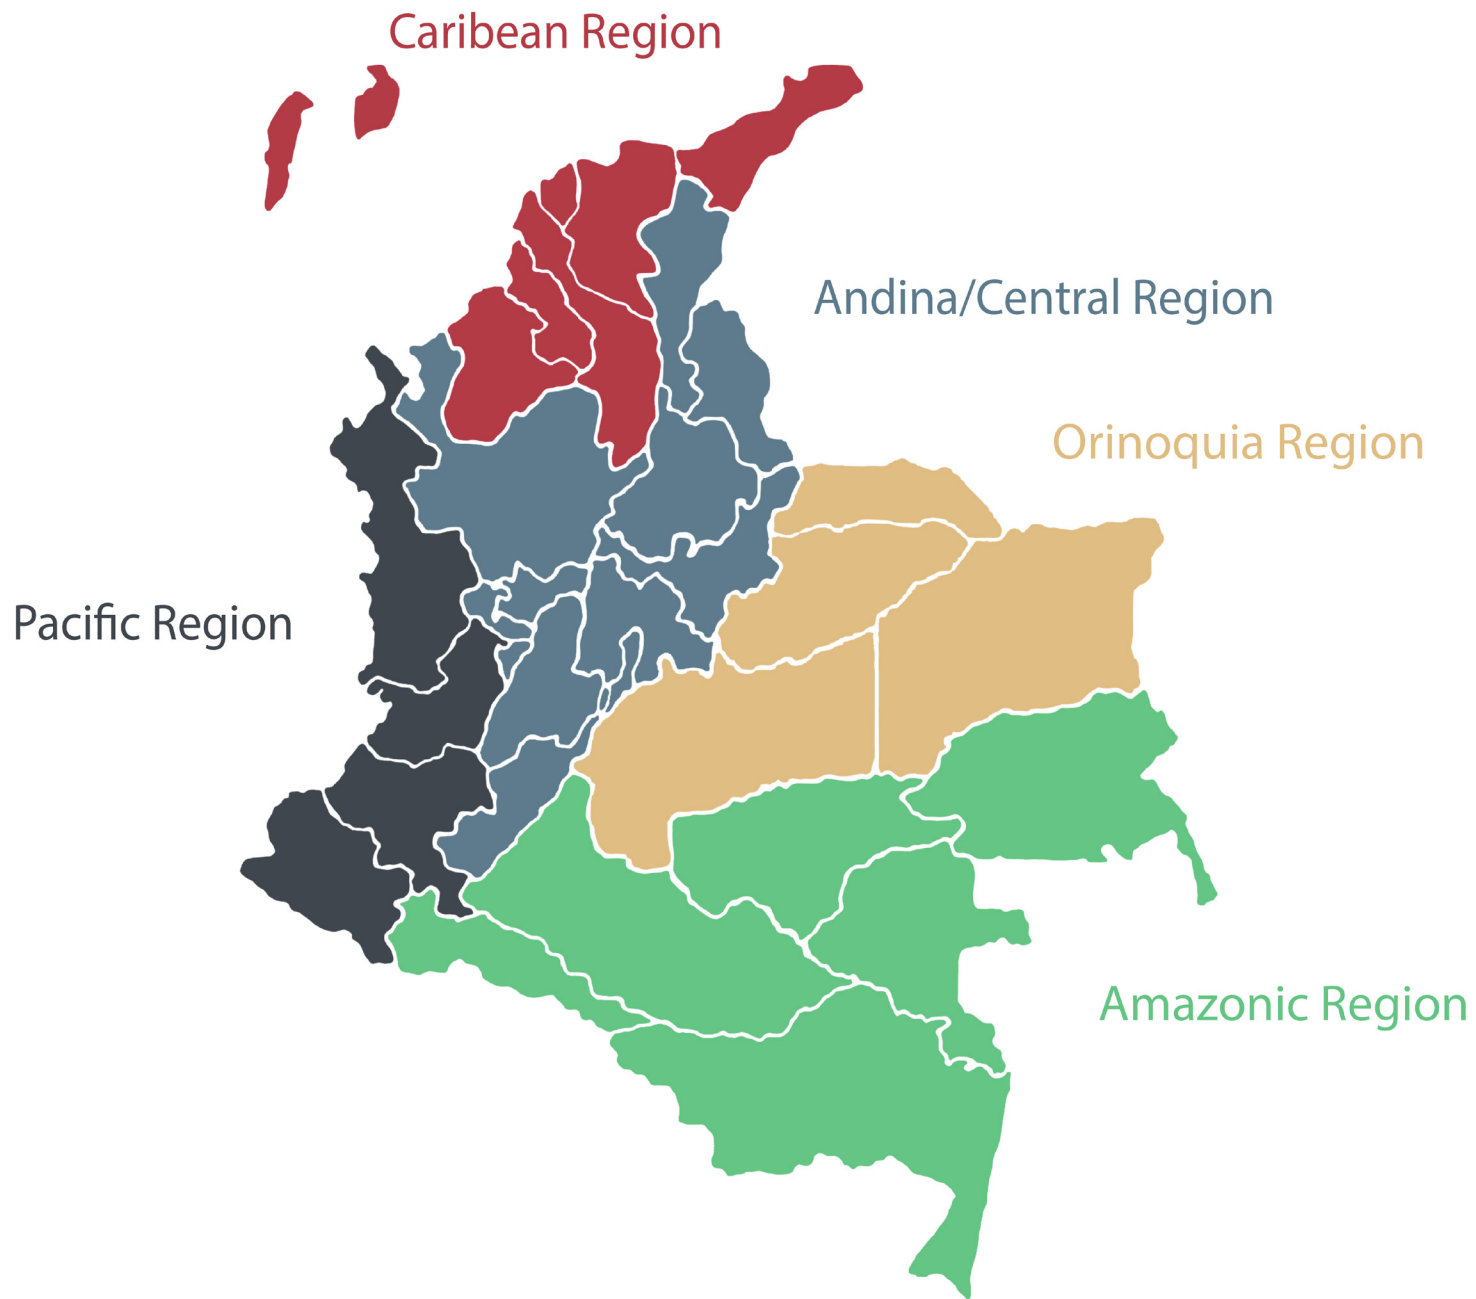 Caribean Region
Andina/Central Region
Orinoquia Region
Pacific Region
Amazonic Region